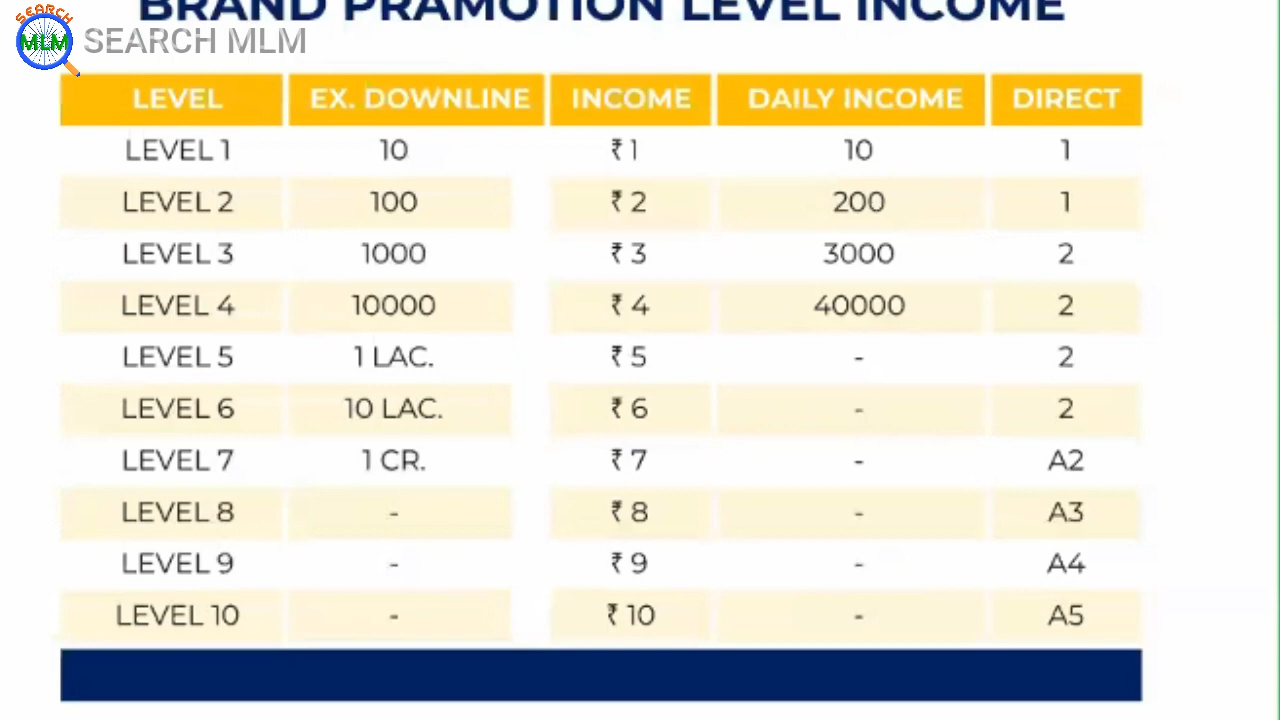 BRAND PRAMOTION LEVEL INCOME
SEARCH
MLM
SEARCH MLM
LEVEL EX. DOWNLINE INCOME DAILY INCOME DIRECT
LEVEL 1 10 ₹ 1 10 1
LEVEL 2 100 ₹ 2 200 1
LEVEL 3 1000 ₹ 3 3000 2
LEVEL 4 10000 ₹ 4 40000 2
LEVEL 5 1 LAC. ₹ 5 - 2
LEVEL 6 10 LAC. ₹ 6 - 2
LEVEL 7 1 CR. ₹ 7 - A2
LEVEL 8 - ₹ 8 - A3
LEVEL 9 - ₹ 9 - A4
LEVEL 10 - ₹ 10 - A5